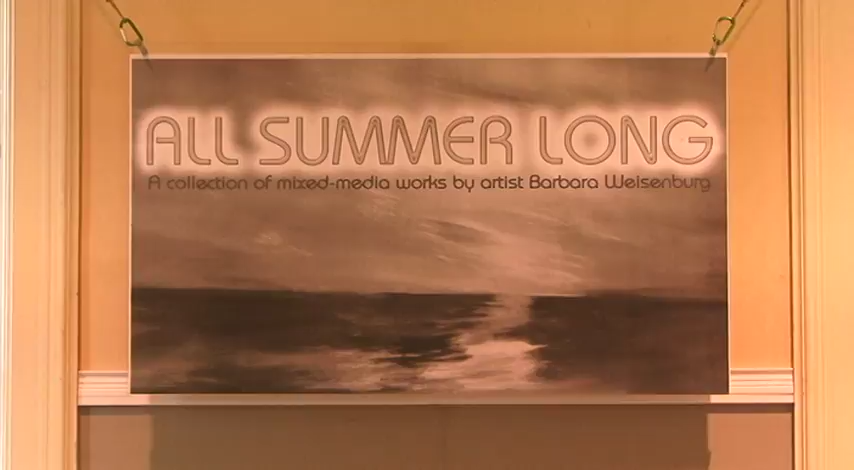 ALL SUMMER LONG
A collection of mixed-media works by artist Barbara Weisenburg